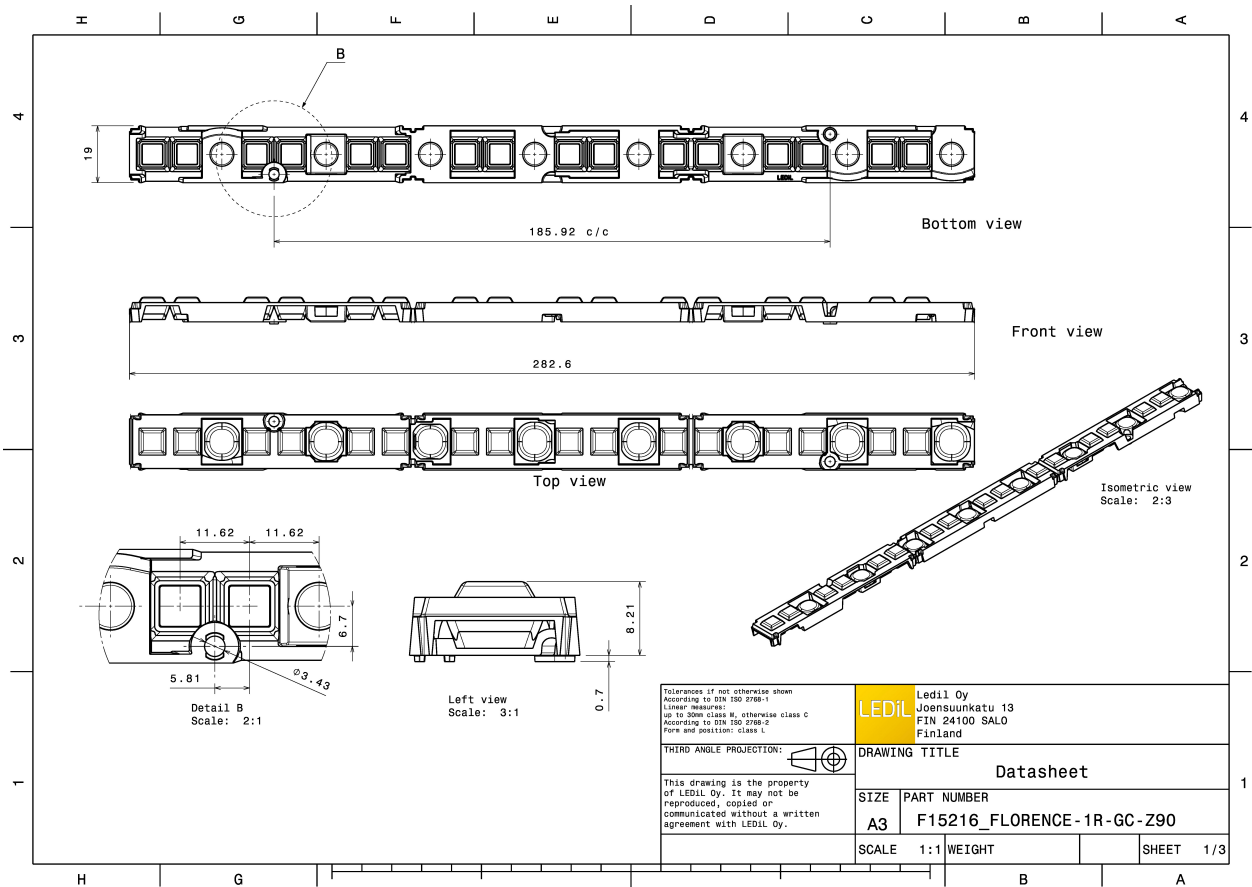 H G F E D C B A
B
4 4
19
LEDiL
185.92 c/c
Bottom view
3 3
Front view
282.6
Top view
Isometric view
Scale: 2:3
11.62 11.62
2 2
6.7
8.21
5.81
Ø3.43
0.7
Detail B
Scale: 2:1
Left view
Scale: 3:1
Tolerances if not otherwise shown
According to DIN ISO 2768-1
Linear measures:
up to 30mm class M, otherwise class C
According to DIN ISO 2768-2
Form and position: class L
LEDiL
Ledil Oy
Joensuunkatu 13
FIN 24100 SALO
Finland
THIRD ANGLE PROJECTION:
DRAWING TITLE
Datasheet
1 1
This drawing is the property
of LEDiL Oy. It may not be
reproduced, copied or
communicated without a written
agreement with LEDiL Oy.
SIZE PART NUMBER
A3 F15216_FLORENCE-1R-GC-Z90
SCALE 1:1 WEIGHT SHEET 1/3
H G B A